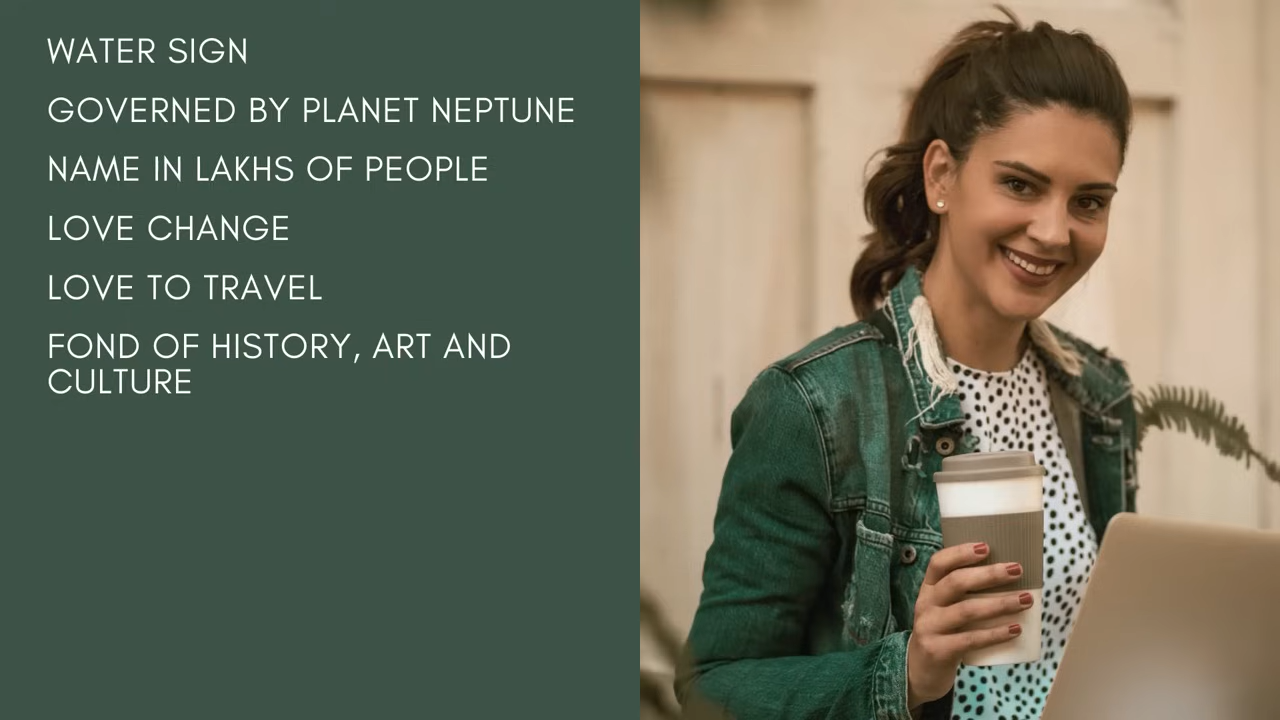 WATER SIGN
GOVERNED BY PLANET NEPTUNE
NAME IN LAKHS OF PEOPLE
LOVE CHANGE
LOVE TO TRAVEL
FOND OF HISTORY, ART AND
CULTURE